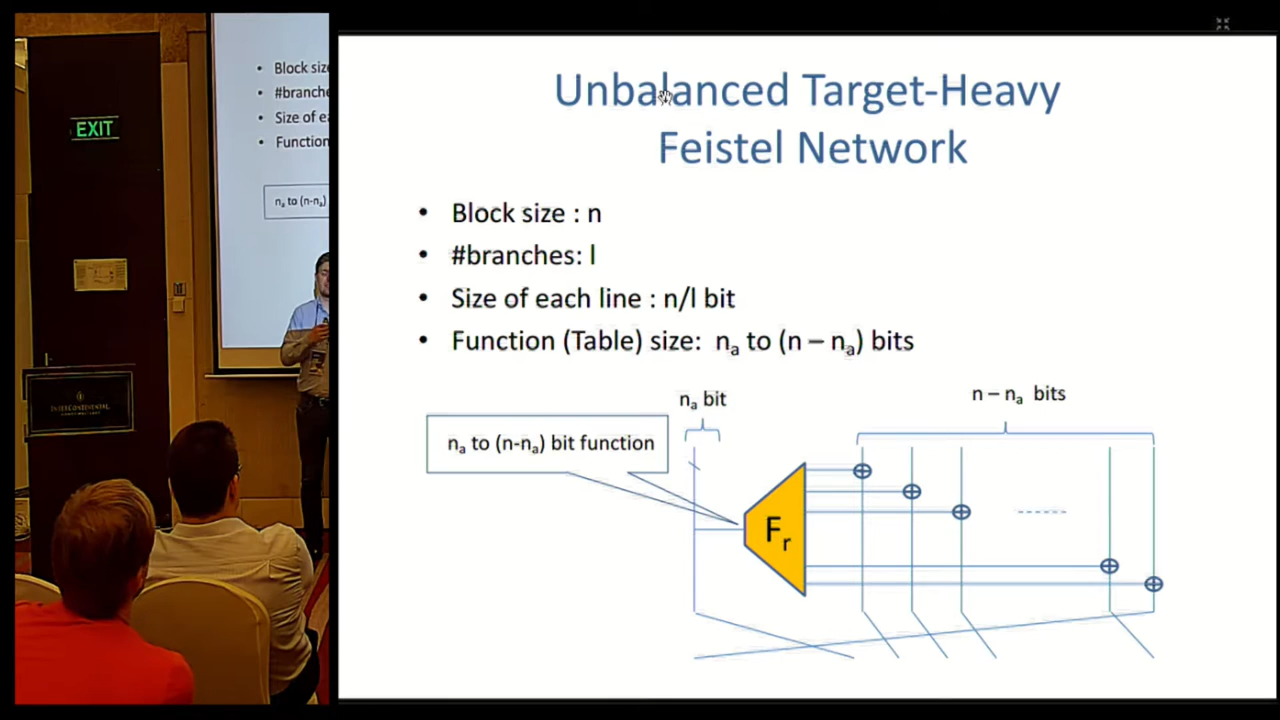 EXIT
Block size
#branche
Size of ea
Function
nₐ to (n-nₐ)
INTERCONTINENTAL
Unbalanced Target-Heavy
Feistel Network
• Block size : n
• #branches: l
• Size of each line : n/l bit
• Function (Table) size: nₐ to (n – nₐ) bits
nₐ bit
n – nₐ bits
nₐ to (n-nₐ) bit function
Fᵣ